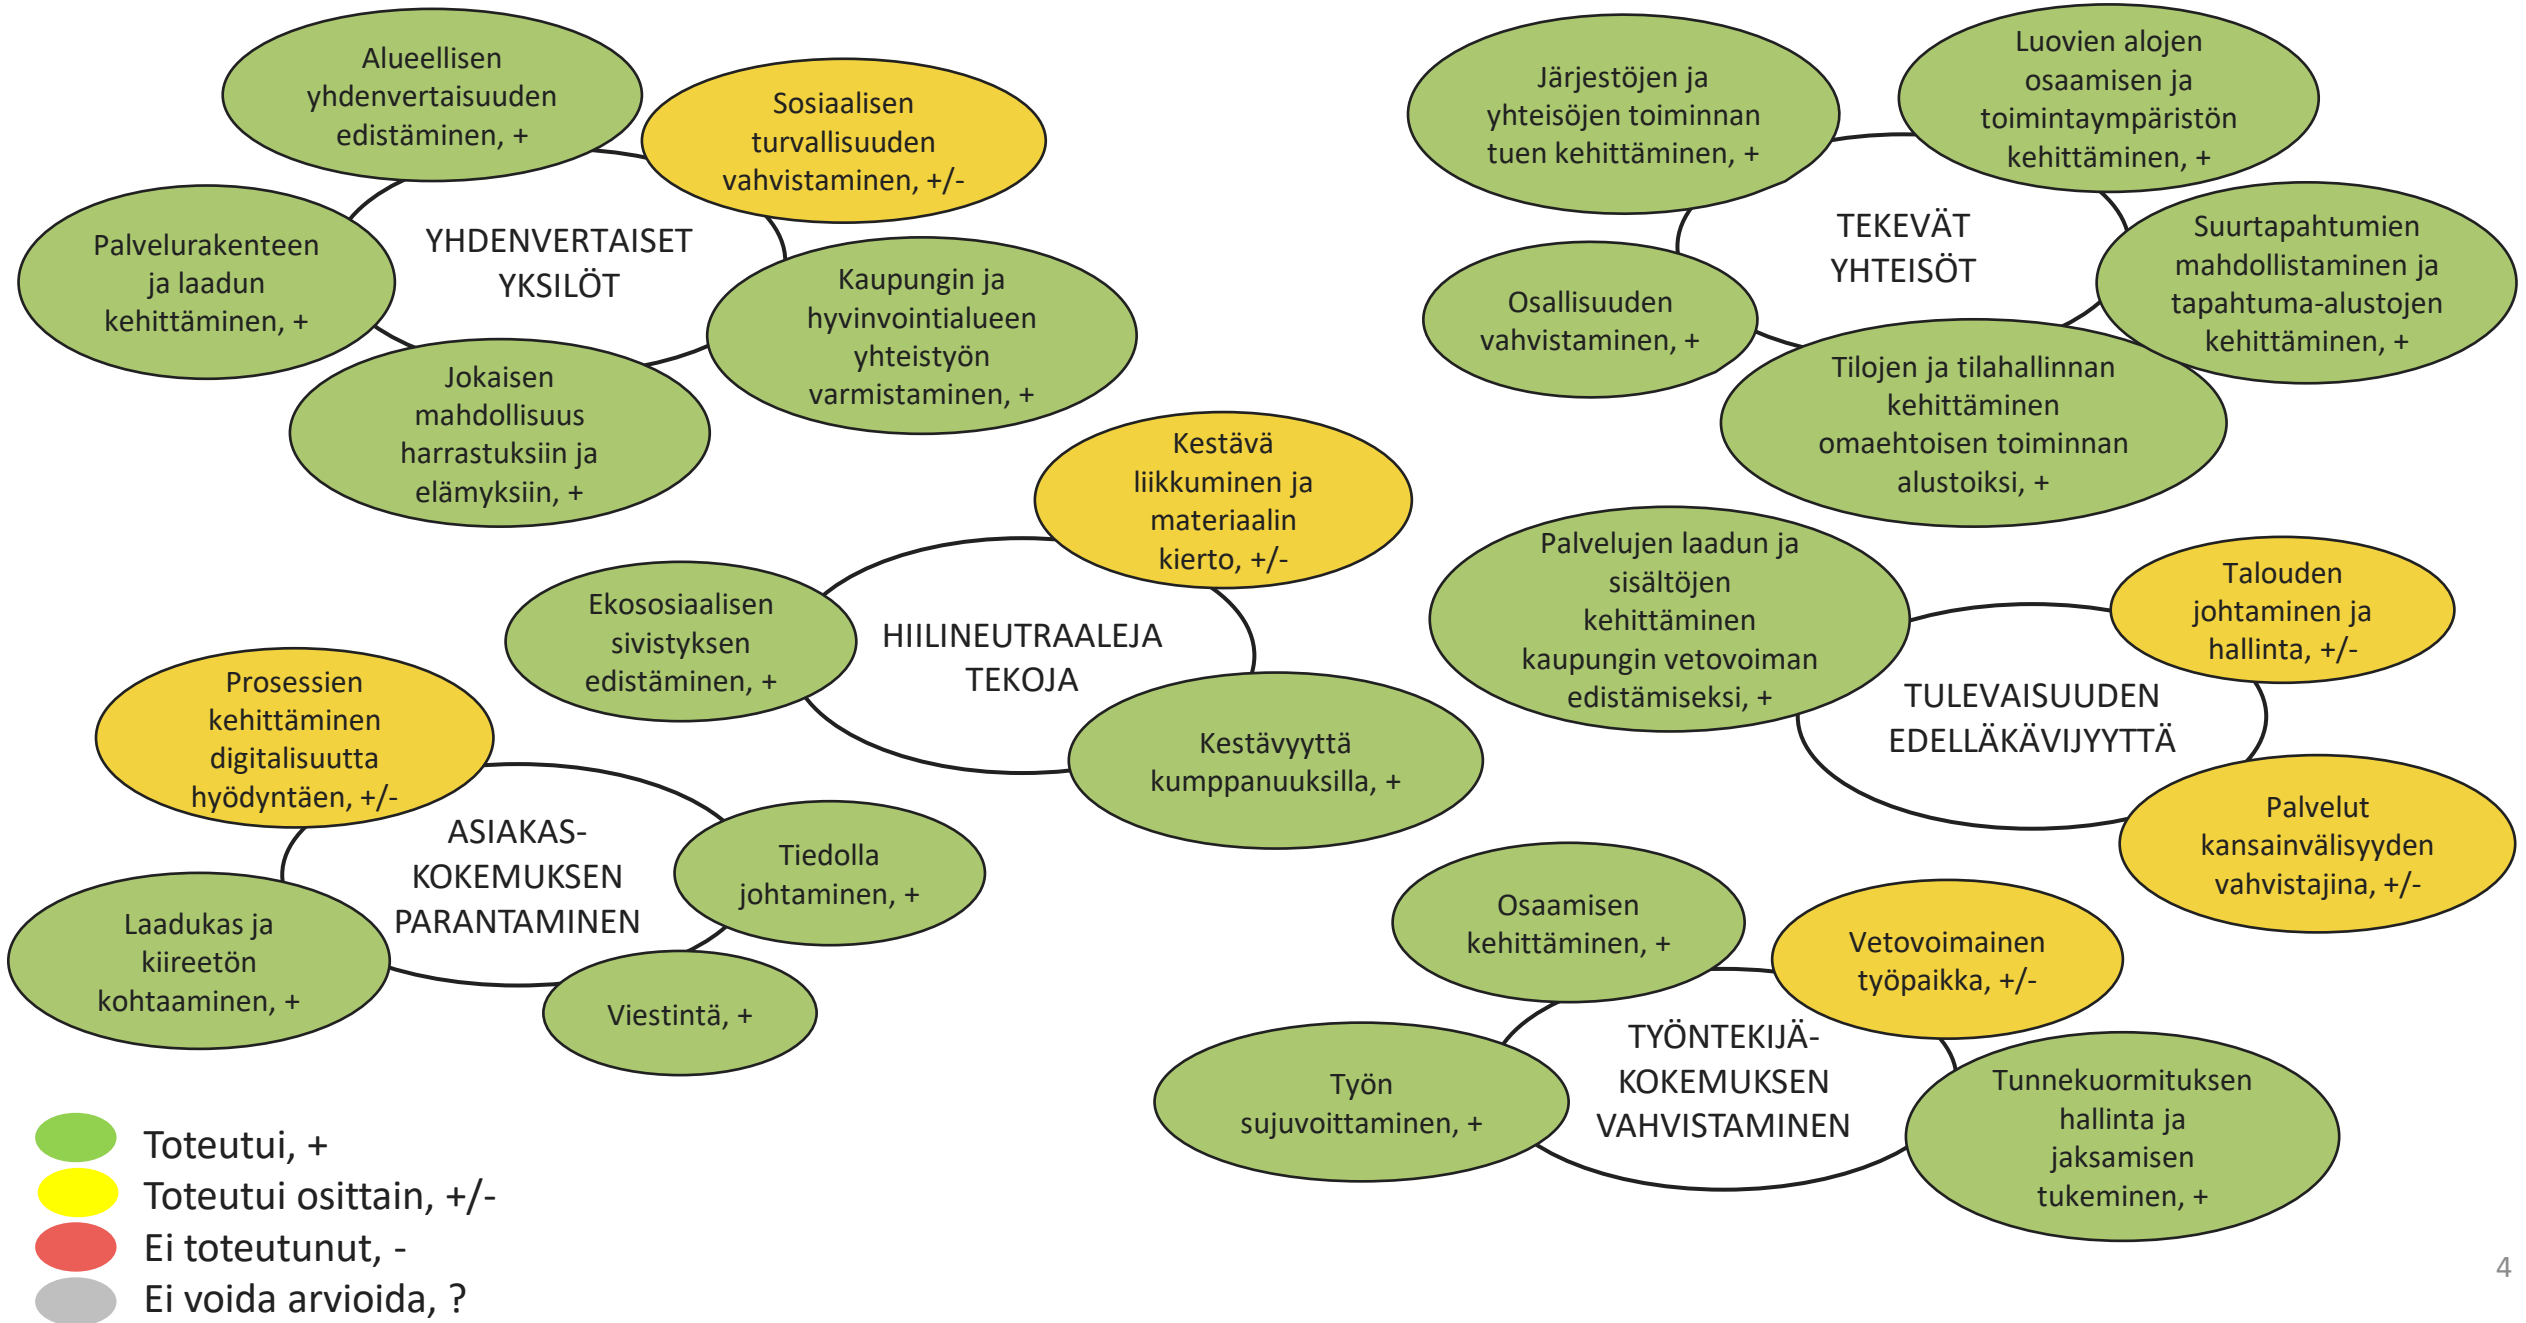 Alueellisen
yhdenvertaisuuden
edistäminen, +
Sosiaalisen
turvallisuuden
vahvistaminen, +/-
Palvelurakenteen
ja laadun
kehittäminen, +
YHDENVERTAISET
YKSILÖT
Kaupungin ja
hyvinvointialueen
yhteistyön
varmistaminen, +
Jokaisen
mahdollisuus
harrastuksiin ja
elämyksiin, +
Järjestöjen ja
yhteisöjen toiminnan
tuen kehittäminen, +
Luovien alojen
osaamisen ja
toimintaympäristön
kehittäminen, +
TEKEVÄT
YHTEISÖT
Suurtapahtumien
mahdollistaminen ja
tapahtuma-alustojen
kehittäminen, +
Osallisuuden
vahvistaminen, +
Tilojen ja tilahallinnan
kehittäminen
omaehtoisen toiminnan
alustoiksi, +
Kestävä
liikkuminen ja
materiaalin
kierto, +/-
Ekososiaalisen
sivistyksen
edistäminen, +
HIILINEUTRAALEJA
TEKOJA
Kestävyyttä
kumppanuuksilla, +
Palvelujen laadun ja
sisältöjen
kehittäminen
kaupungin vetovoiman
edistämiseksi, +
Talouden
johtaminen ja
hallinta, +/-
TULEVAISUUDEN
EDELLÄKÄVIJYYTTÄ
Palvelut
kansainvälisyyden
vahvistajina, +/-
Prosessien
kehittäminen
digitalisuutta
hyödyntäen, +/-
ASIAKAS-
KOKEMUKSEN
PARANTAMINEN
Tiedolla
johtaminen, +
Laadukas ja
kiireetön
kohtaaminen, +
Viestintä, +
Osaamisen
kehittäminen, +
Vetovoimainen
työpaikka, +/-
TYÖNTEKIJÄ-
KOKEMUKSEN
VAHVISTAMINEN
Työn
sujuvoittaminen, +
Tunnekuormituksen
hallinta ja
jaksamisen
tukeminen, +
Toteutui, +
Toteutui osittain, +/-
Ei toteutunut, -
Ei voida arvioida, ?
4